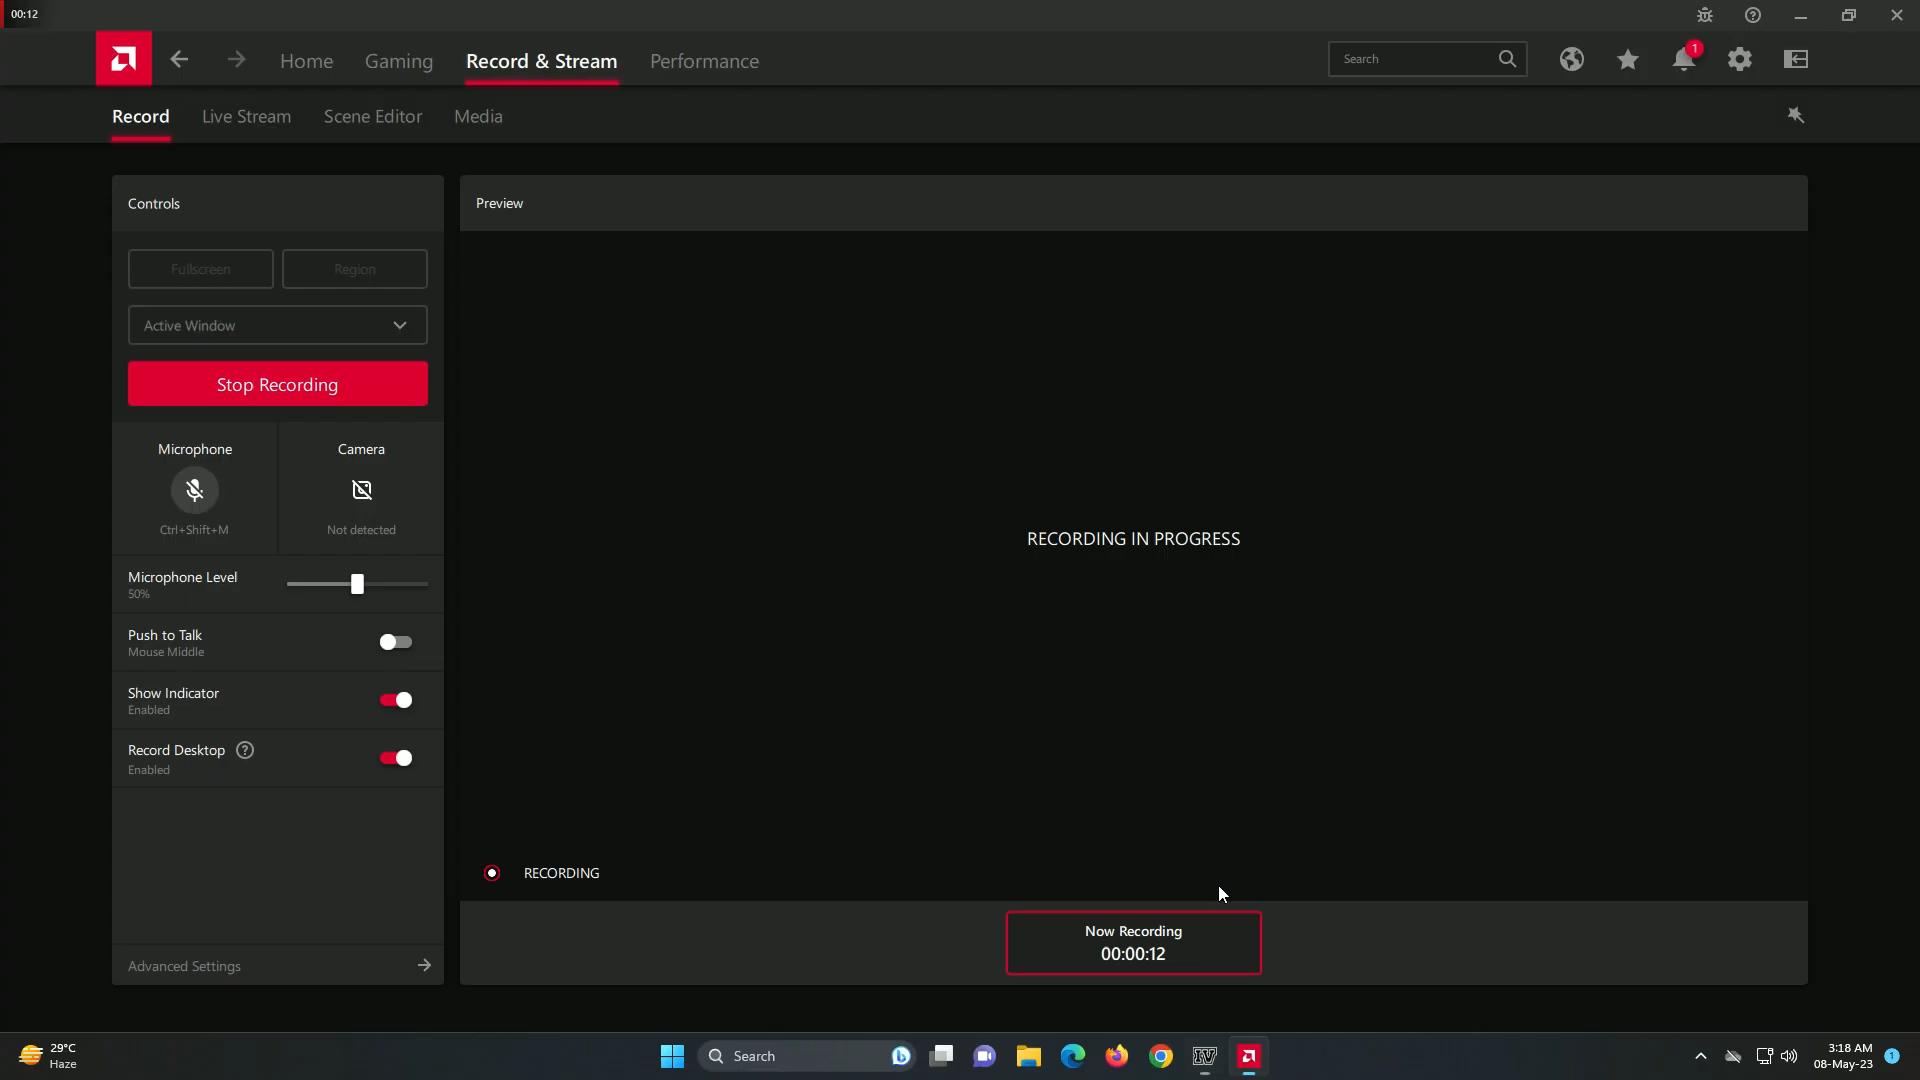 00:12
Home
Gaming
Record & Stream
Performance
Search
1
Record
Live Stream
Scene Editor
Media
Controls
Fullscreen
Region
Active Window
Stop Recording
Microphone
Camera
Ctrl+Shift+M
Not detected
Microphone Level
50%
Push to Talk
Mouse Middle
Show Indicator
Enabled
Record Desktop
Enabled
Advanced Settings
Preview
RECORDING IN PROGRESS
RECORDING
Now Recording
00:00:12
29°C
Haze
Search
IV
3:18 AM
08-May-23
1